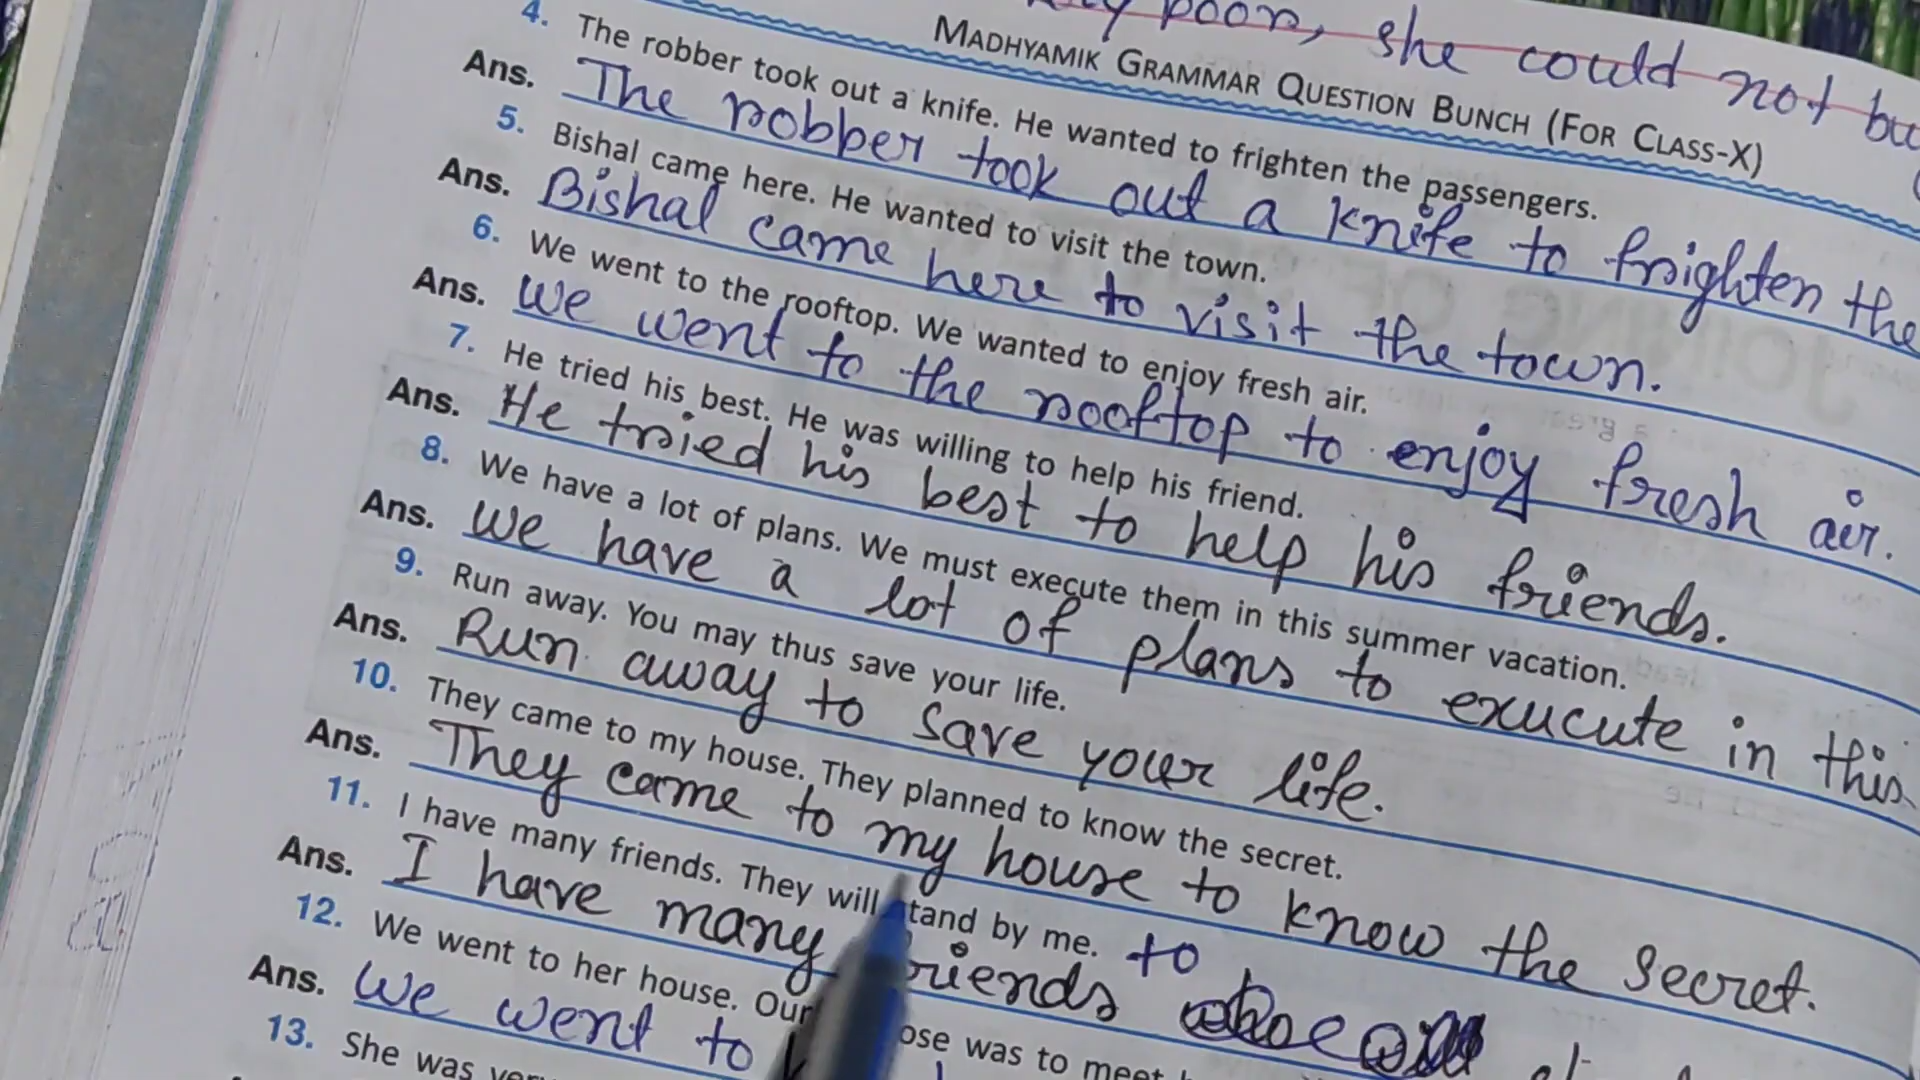 poor, she could not
MADHYAMIK GRAMMAR QUESTION BUNCH (FOR CLASS-X)
4. The robber took out a knife. He wanted to frighten the passengers.
Ans. The robber took out a knife to frighten the
5. Bishal came here. He wanted to visit the town.
Ans. Bishal came here to visit the town.
6. We went to the rooftop. We wanted to enjoy fresh air.
Ans. We went to the rooftop to enjoy fresh air.
7. He tried his best. He was willing to help his friend.
Ans. He tried his best to help his friends.
8. We have a lot of plans. We must execute them in this summer vacation.
Ans. We have a lot of plans to exucute in this
9. Run away. You may thus save your life.
Ans. Run away to save your life.
10. They came to my house. They planned to know the secret.
Ans. They came to my house to know the secret.
11. I have many friends. They will stand by me.
Ans. I have many friends to
12. We went to her house. Our was to meet
Ans. We went to
13. She was very